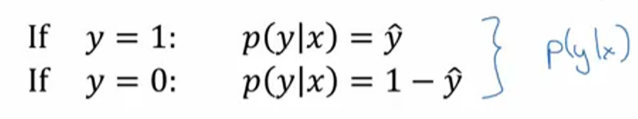 If y = 1: p(y|x) = ŷ
If y = 0: p(y|x) = 1 − ŷ
} p(y|x)